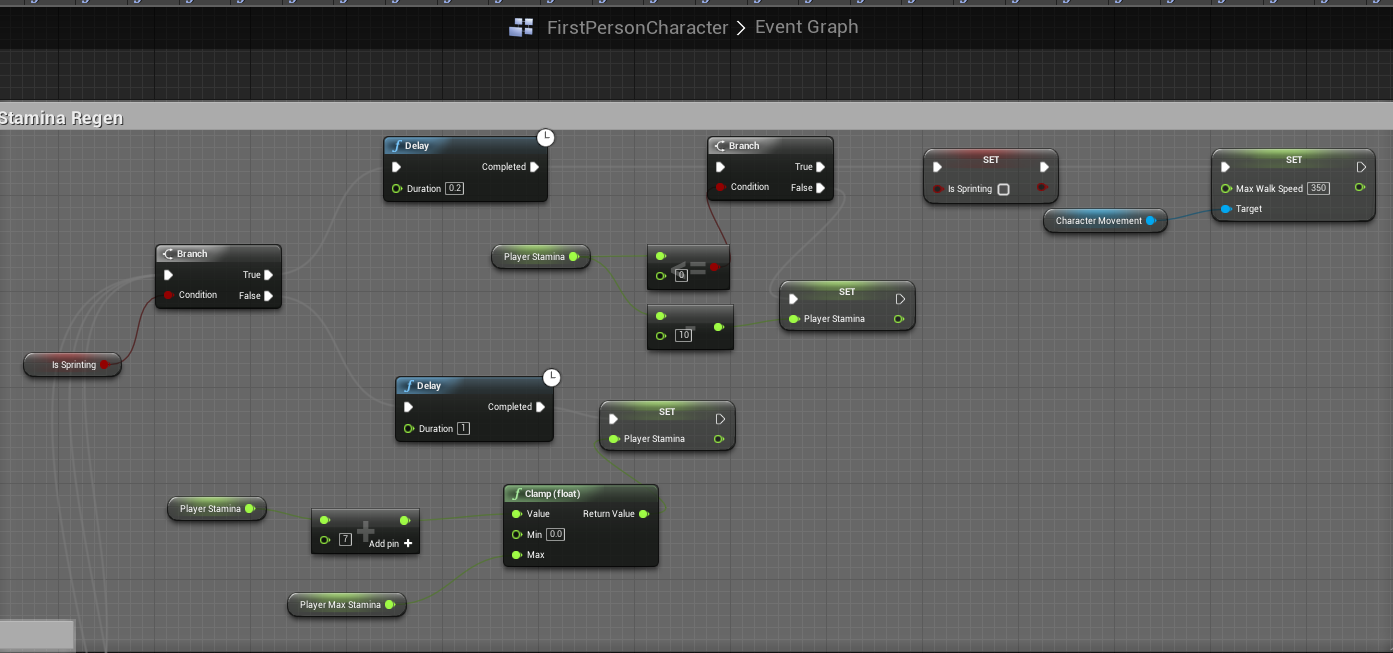 FirstPersonCharacter > Event Graph
Stamina Regen
Delay
Completed
Duration 0.2
Branch
True
Condition
False
SET
Is Sprinting
SET
Max Walk Speed 350
Target
Character Movement
Branch
True
Condition
False
Player Stamina
<=
0
-
10
SET
Player Stamina
Is Sprinting
Delay
Completed
Duration 1
SET
Player Stamina
Player Stamina
+
7
Add pin +
Clamp (float)
Value
Return Value
Min 0.0
Max
Player Max Stamina